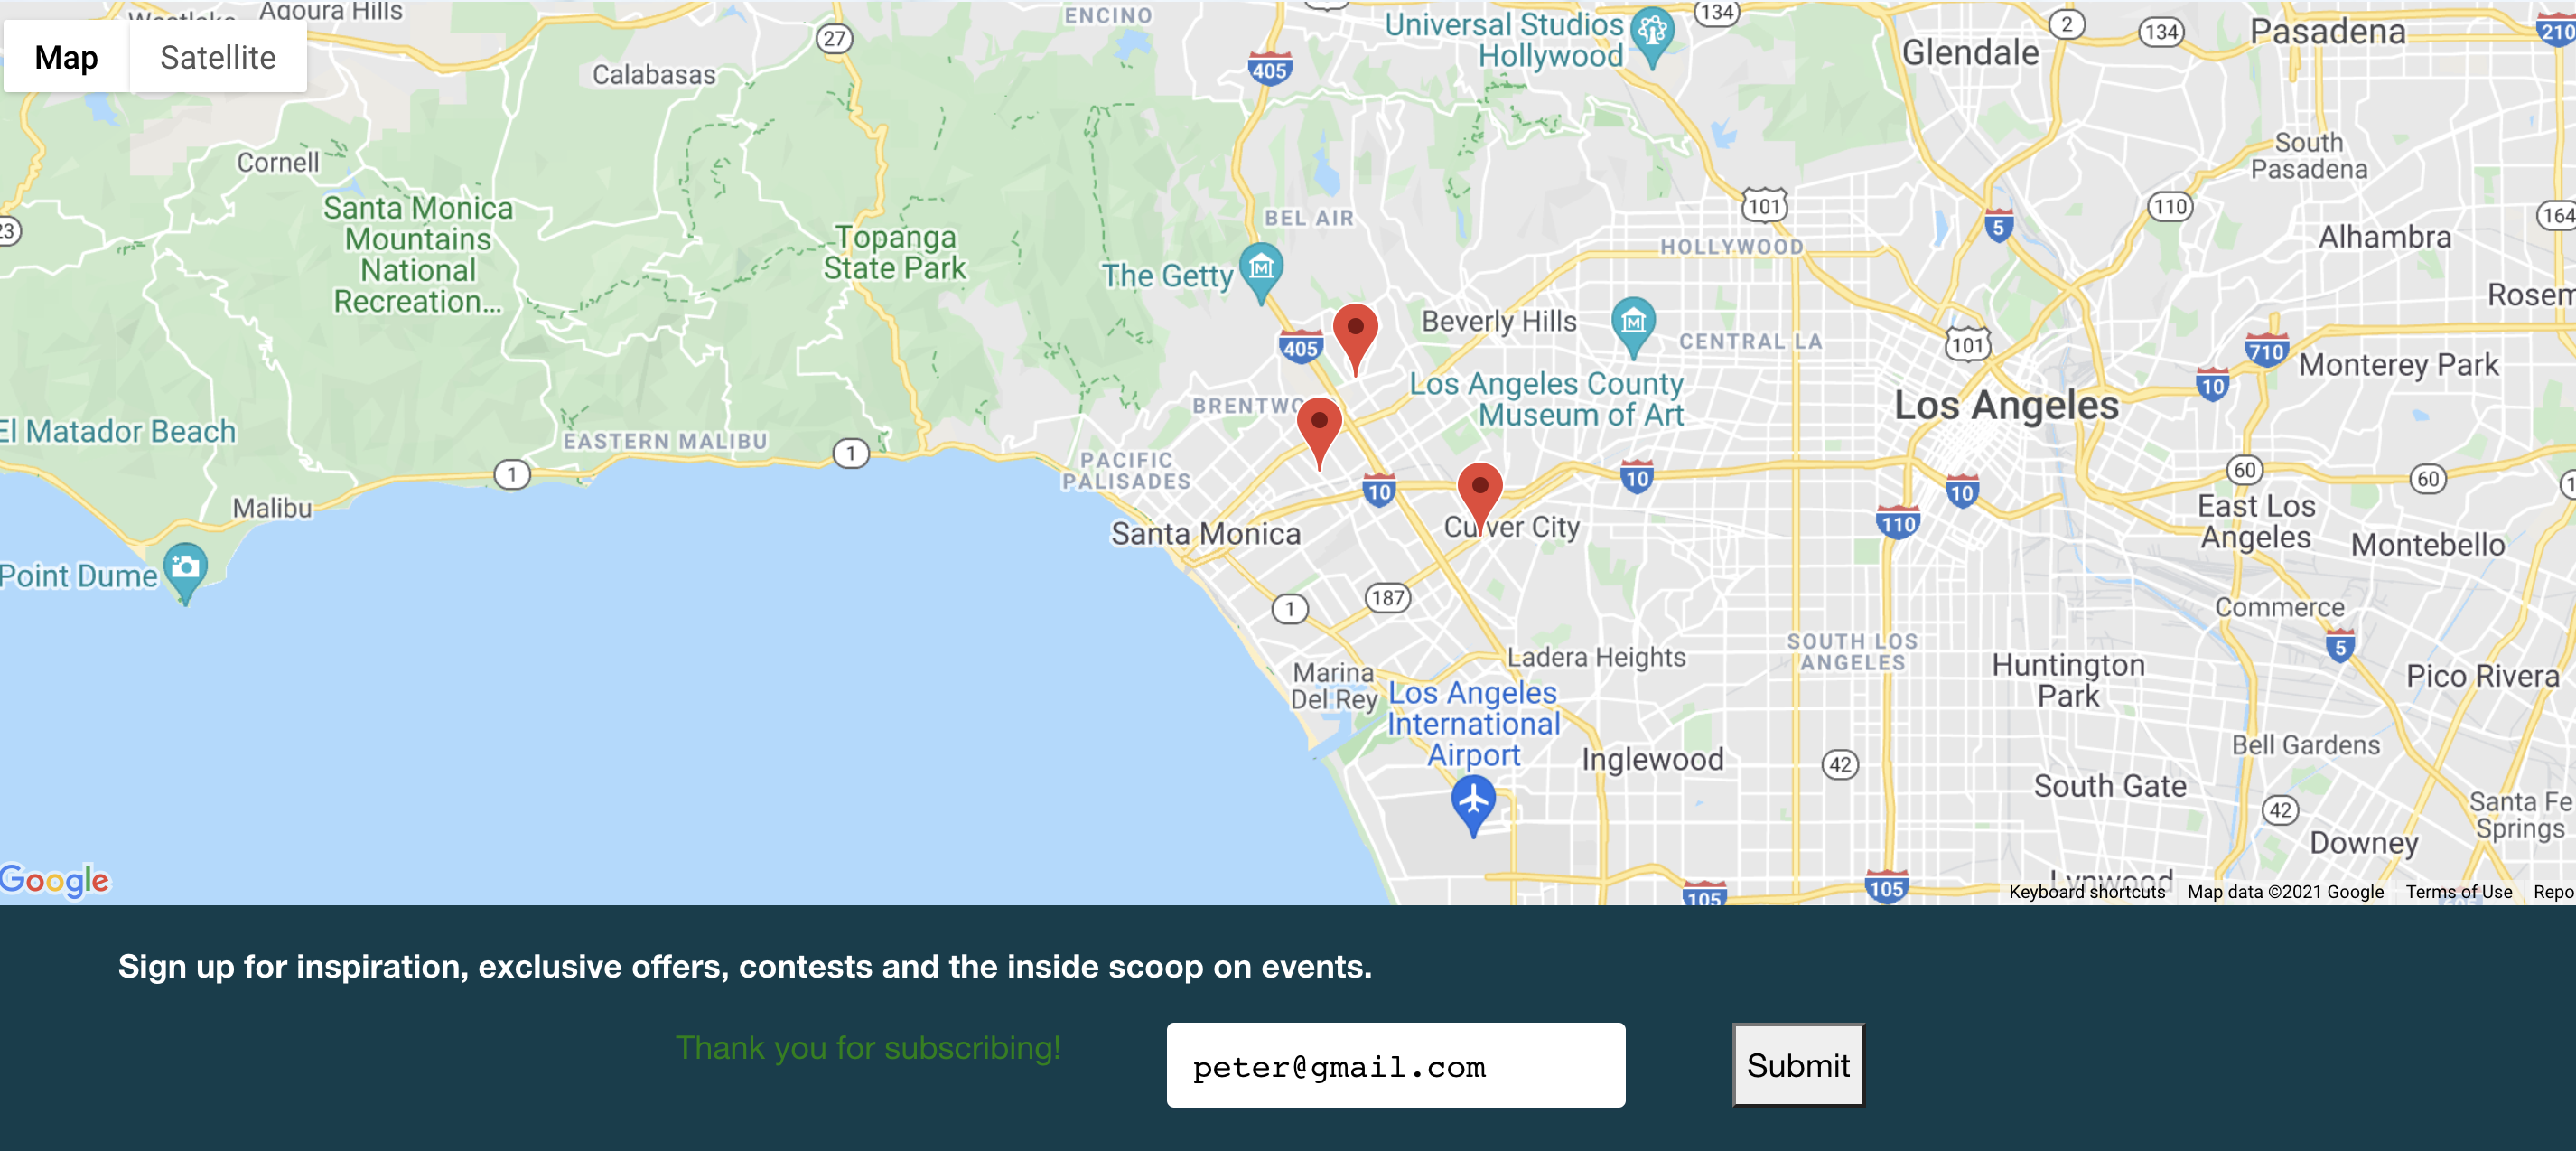 Westlake
Agoura Hills
ENCINO
Universal Studios
Hollywood
134
2
134
Pasadena
210
Map
Satellite
27
Calabasas
405
Glendale
Cornell
South
Pasadena
Santa Monica
Mountains
National
Recreation...
23
Topanga
State Park
BEL AIR
101
110
164
5
Alhambra
HOLLYWOOD
The Getty
Rosem
Beverly Hills
CENTRAL LA
405
101
710
Monterey Park
10
Los Angeles County
Museum of Art
Los Angeles
BRENTWO
El Matador Beach
EASTERN MALIBU
1
1
PACIFIC
PALISADES
10
10
10
60
60
1
Malibu
Santa Monica
Culver City
110
East Los
Angeles
Montebello
Point Dume
1
187
Commerce
5
SOUTH LOS
ANGELES
Ladera Heights
Huntington
Park
Pico Rivera
Marina
Del Rey
Los Angeles
International
Airport
Inglewood
42
Bell Gardens
South Gate
42
Santa Fe
Springs
Downey
Google
105
105
Lynwood
605
Keyboard shortcuts
Map data ©2021 Google
Terms of Use
Repo
Sign up for inspiration, exclusive offers, contests and the inside scoop on events.
Thank you for subscribing!
peter@gmail.com
Submit